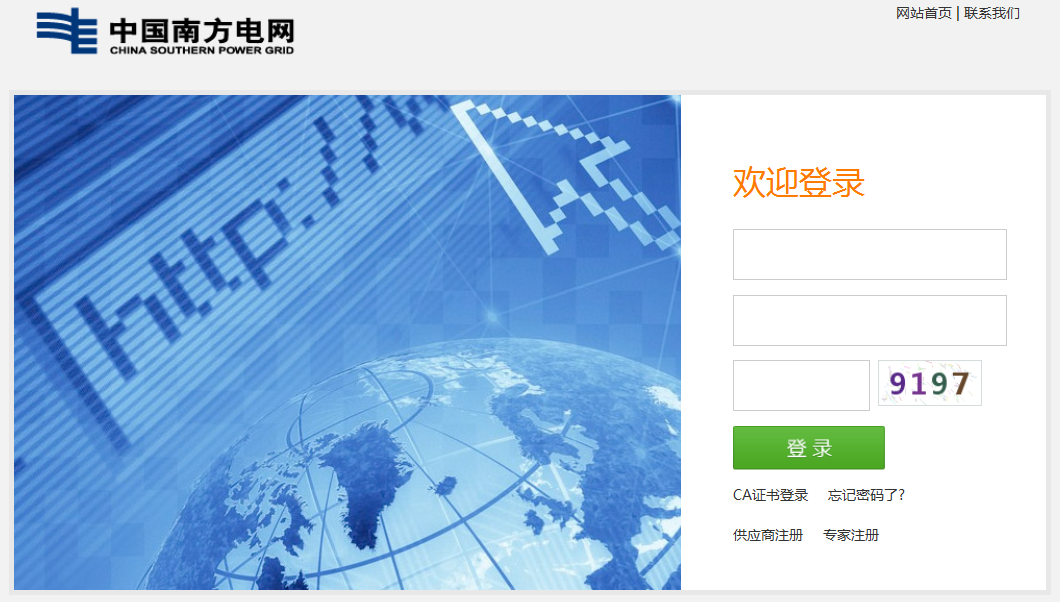 中国南方电网
CHINA SOUTHERN POWER GRID
网站首页 | 联系我们
http://
欢迎登录
9197
登 录
CA证书登录 忘记密码了?
供应商注册 专家注册